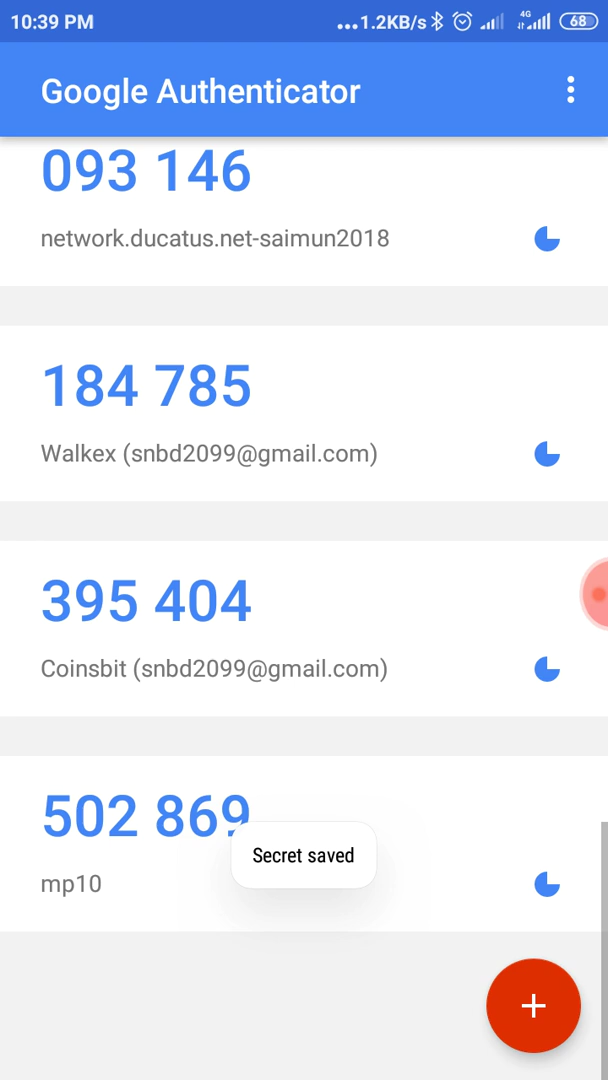 10:39 PM ...1.2KB/s 4G 68
Google Authenticator
093 146
network.ducatus.net-saimun2018
184 785
Walkex (snbd2099@gmail.com)
395 404
Coinsbit (snbd2099@gmail.com)
502 869
Secret saved
mp10